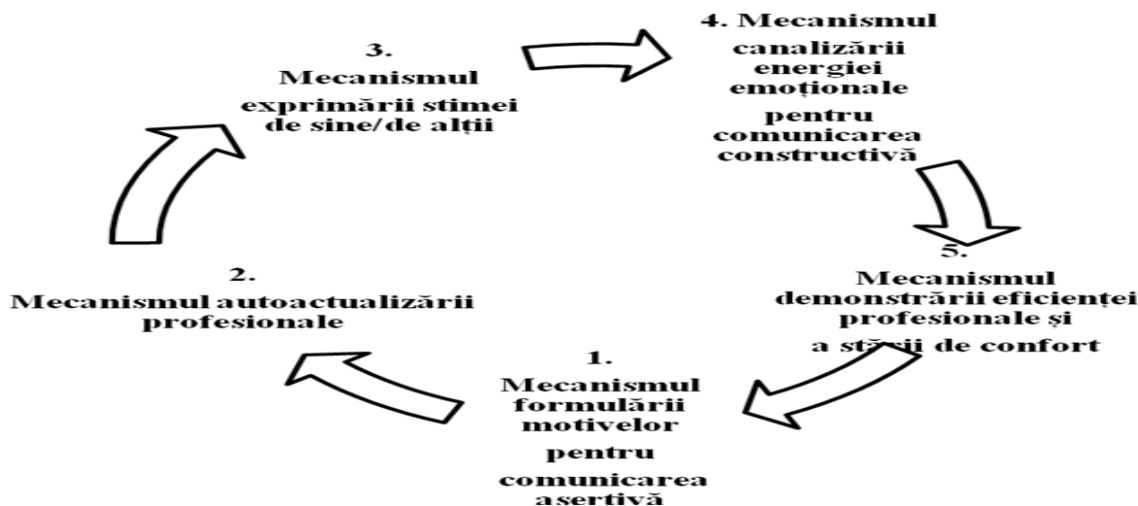 4. Mecanismul
canalizării
energiei
emoționale
pentru
comunicarea
constructivă
3.
Mecanismul
exprimării stimei
de sine/de alții
5.
Mecanismul
demonstrării eficienței
profesionale și
a stării de confort
2.
Mecanismul autoactualizării
profesionale
1.
Mecanismul
formulării
motivelor
pentru
comunicarea
asertivă